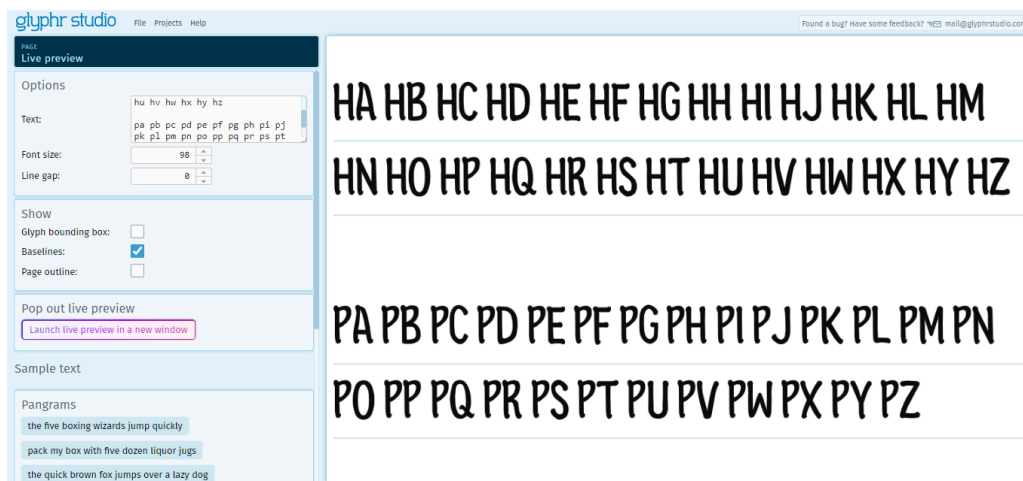 glyphr studio File Projects Help Found a bug? Have some feedback? mail@glyphrstudio.com
PAGE
Live preview
Options
Text:
hu hv hw hx hy hz
pa pb pc pd pe pf pg ph pi pj
pk pl pm pn po pp pq pr ps pt
Font size: 98
Line gap: 0
Show
Glyph bounding box:
Baselines:
Page outline:
Pop out live preview
Launch live preview in a new window
Sample text
Pangrams
the five boxing wizards jump quickly
pack my box with five dozen liquor jugs
the quick brown fox jumps over a lazy dog
HA HB HC HD HE HF HG HH HI HJ HK HL HM
HN HO HP HQ HR HS HT HU HV HW HX HY HZ
PA PB PC PD PE PF PG PH PI PJ PK PL PM PN
PO PP PQ PR PS PT PU PV PW PX PY PZ